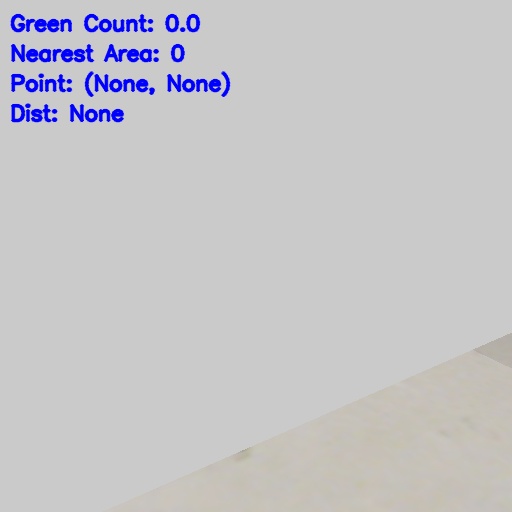 Green Count: 0.0
Nearest Area: 0
Point: (None, None)
Dist: None